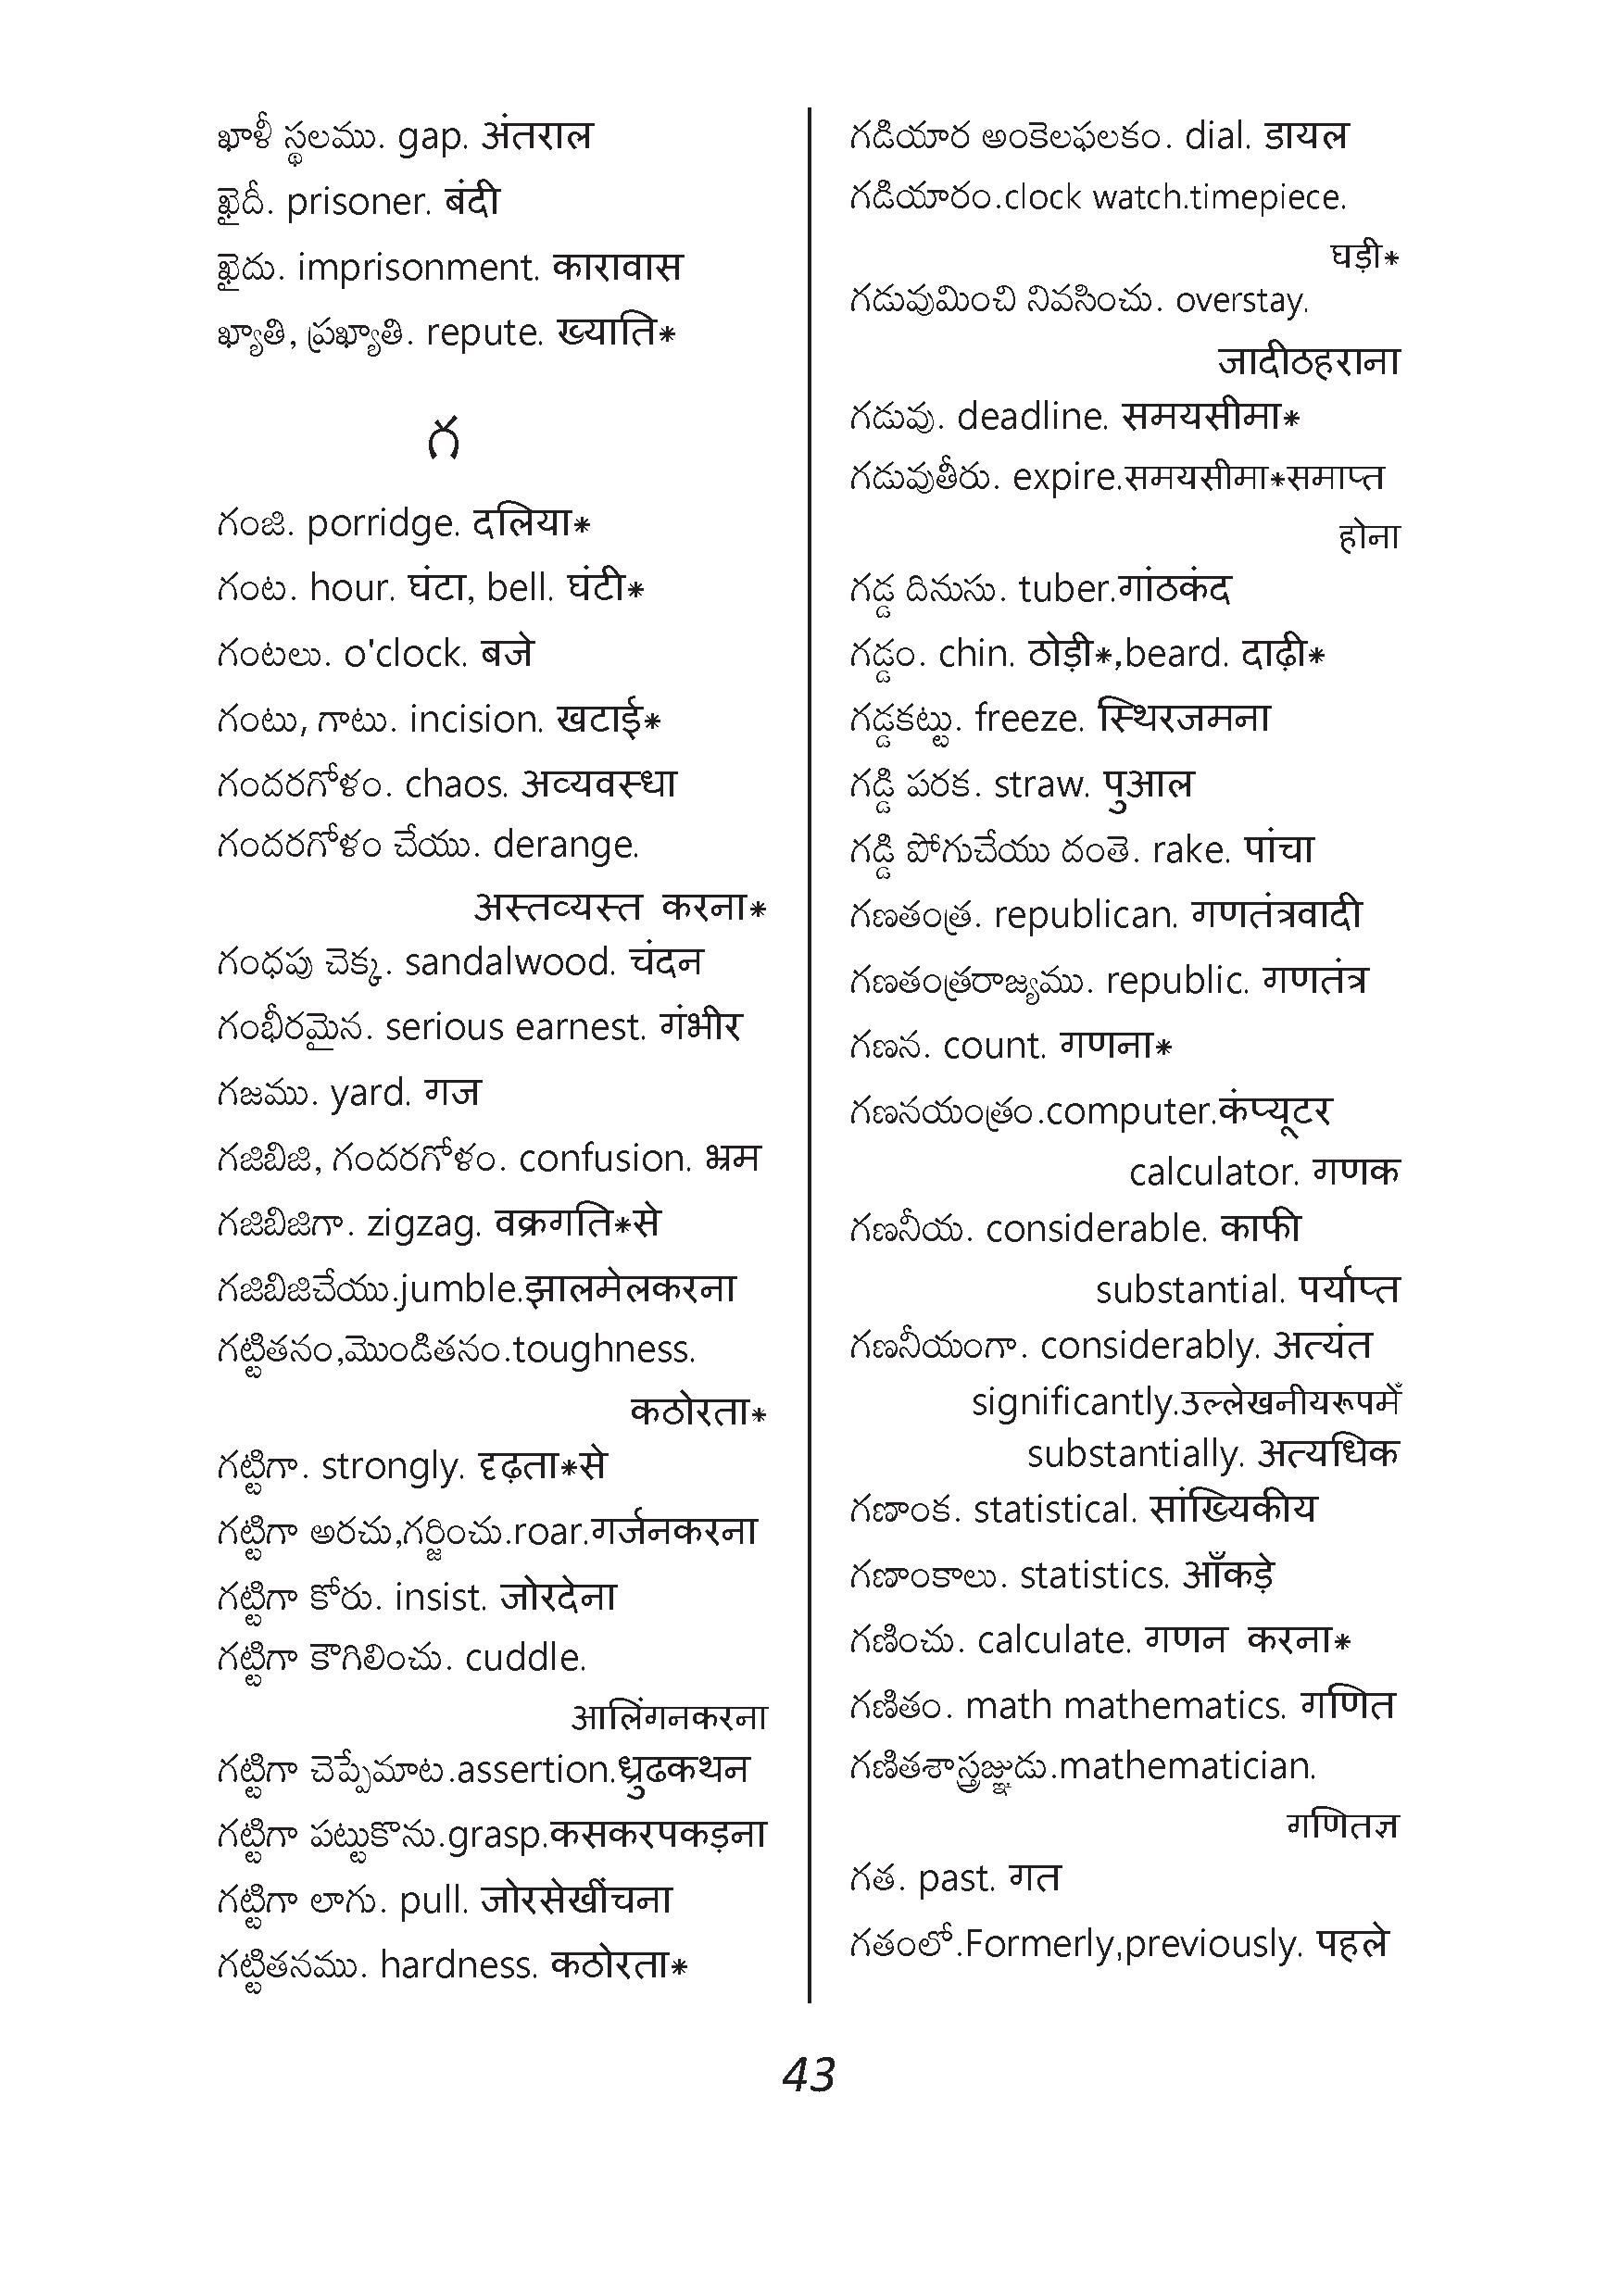 ఖాళీ స్థలము. gap. अंतराल
ఖైదీ. prisoner. बंदी
ఖైదు. imprisonment. कारावास
ఖ్యాతి, ప్రఖ్యాతి. repute. ख्याति*
గ
గంజి. porridge. दलिया*
గంట. hour. घंटा, bell. घंटी*
గంటలు. o'clock. बजे
గంటు, గాటు. incision. खटाई*
గందరగోళం. chaos. अव्यवस्धा
గందరగోళం చేయు. derange.
अस्तव्यस्त करना*
గంధపు చెక్క. sandalwood. चंदन
గంభీరమైన. serious earnest. गंभीर
గజము. yard. गज
గజిబిజి, గందరగోళం. confusion. भ्रम
గజిబిజిగా. zigzag. वक्रगति*से
గజిబిజిచేయు.jumble.झालमेलकरना
గట్టితనం,మొండితనం.toughness.
कठोरता*
గట్టిగా. strongly. दृढ़ता*से
గట్టిగా అరచు,గర్జించు.roar.गर्जनकरना
గట్టిగా కోరు. insist. जोरदेना
గట్టిగా కౌగిలించు. cuddle.
आलिंगनकरना
గట్టిగా చెప్పేమాట.assertion.ध्रुढकथन
గట్టిగా పట్టుకొను.grasp.कसकरपकड़ना
గట్టిగా లాగు. pull. जोरसेखींचना
గట్టితనము. hardness. कठोरता*
గడియార అంకెలఫలకం. dial. डायल
గడియారం.clock watch.timepiece.
घड़ी*
గడువుమించి నివసించు. overstay.
जादीठहराना
గడువు. deadline. समयसीमा*
గడువుతీరు. expire.समयसीमा*समाप्त
होना
గడ్డ దినుసు. tuber.गांठकंद
గడ్డం. chin. ठोड़ी*,beard. दाढ़ी*
గడ్డకట్టు. freeze. स्थिरजमना
గడ్డి పరక. straw. पुआल
గడ్డి పోగుచేయు దంతె. rake. पांचा
గణతంత్ర. republican. गणतंत्रवादी
గణతంత్రరాజ్యము. republic. गणतंत्र
గణన. count. गणना*
గణనయంత్రం.computer.कंप्यूटर
calculator. गणक
గణనీయ. considerable. काफी
substantial. पर्याप्त
గణనీయంగా. considerably. अत्यंत
significantly.उल्लेखनीयरूपमेँ
substantially. अत्यधिक
గణాంక. statistical. सांख्यिकीय
గణాంకాలు. statistics. आँकड़े
గణించు. calculate. गणन करना*
గణితం. math mathematics. गणित
గణితశాస్త్రజ్ఞుడు.mathematician.
गणितज्ञ
గత. past. गत
గతంలో.Formerly,previously. पहले
43